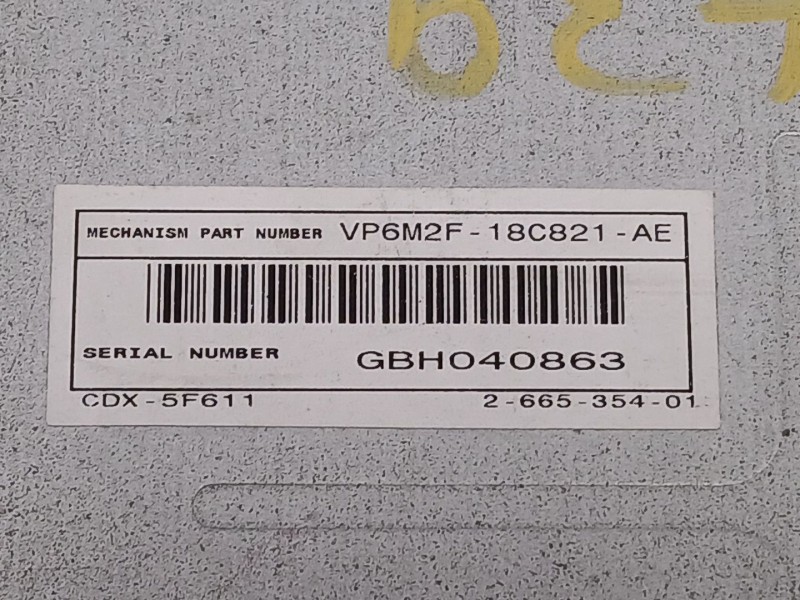 MECHANISM PART NUMBER VP6M2F-18C821-AE
SERIAL NUMBER GBH040863
CDX-5F611 2-665-354-01